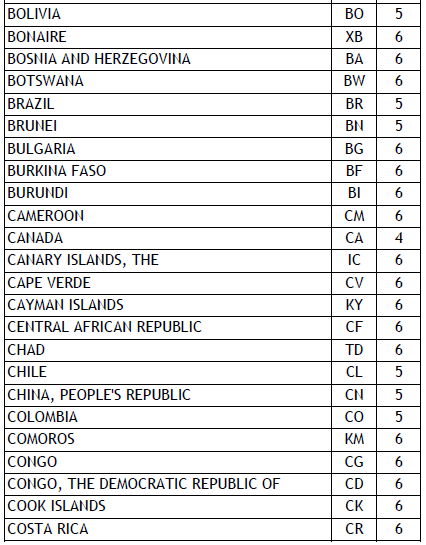 BOLIVIA BO 5
BONAIRE XB 6
BOSNIA AND HERZEGOVINA BA 6
BOTSWANA BW 6
BRAZIL BR 5
BRUNEI BN 5
BULGARIA BG 6
BURKINA FASO BF 6
BURUNDI BI 6
CAMEROON CM 6
CANADA CA 4
CANARY ISLANDS, THE IC 6
CAPE VERDE CV 6
CAYMAN ISLANDS KY 6
CENTRAL AFRICAN REPUBLIC CF 6
CHAD TD 6
CHILE CL 5
CHINA, PEOPLE'S REPUBLIC CN 5
COLOMBIA CO 5
COMOROS KM 6
CONGO CG 6
CONGO, THE DEMOCRATIC REPUBLIC OF CD 6
COOK ISLANDS CK 6
COSTA RICA CR 6